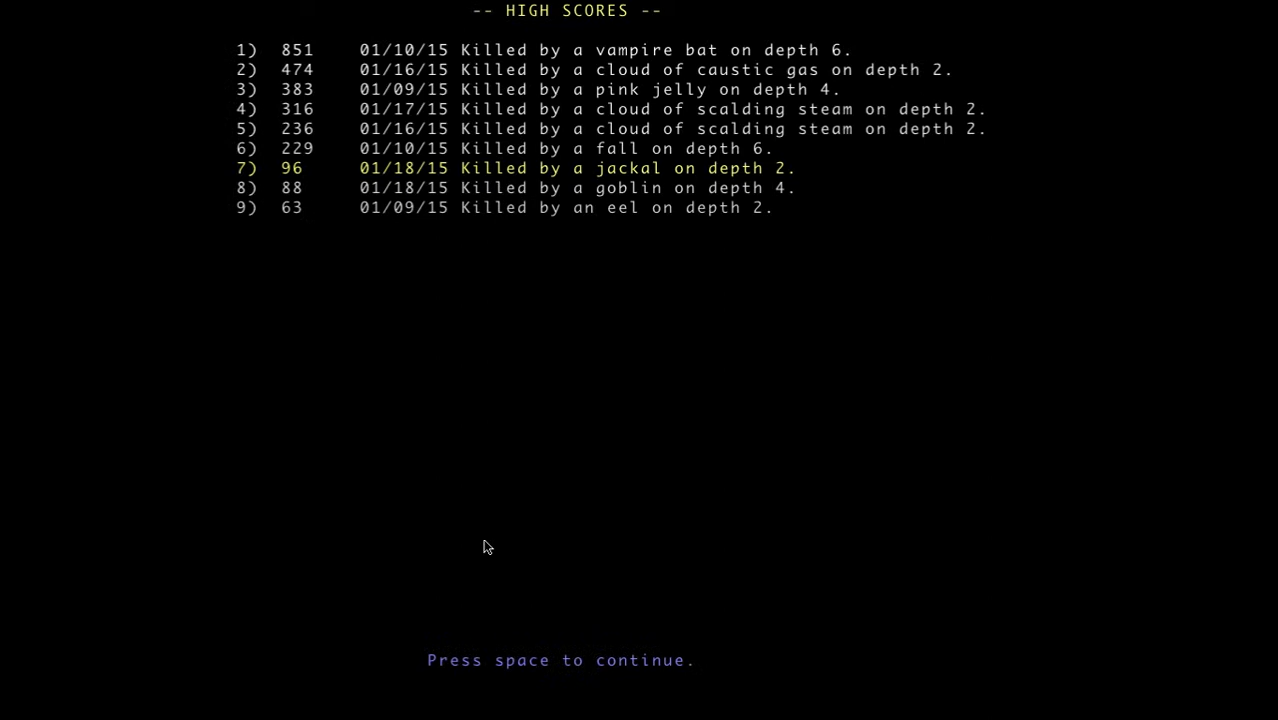 -- HIGH SCORES --
1) 851 01/10/15 Killed by a vampire bat on depth 6.
2) 474 01/16/15 Killed by a cloud of caustic gas on depth 2.
3) 383 01/09/15 Killed by a pink jelly on depth 4.
4) 316 01/17/15 Killed by a cloud of scalding steam on depth 2.
5) 236 01/16/15 Killed by a cloud of scalding steam on depth 2.
6) 229 01/10/15 Killed by a fall on depth 6.
7) 96 01/18/15 Killed by a jackal on depth 2.
8) 88 01/18/15 Killed by a goblin on depth 4.
9) 63 01/09/15 Killed by an eel on depth 2.
Press space to continue.